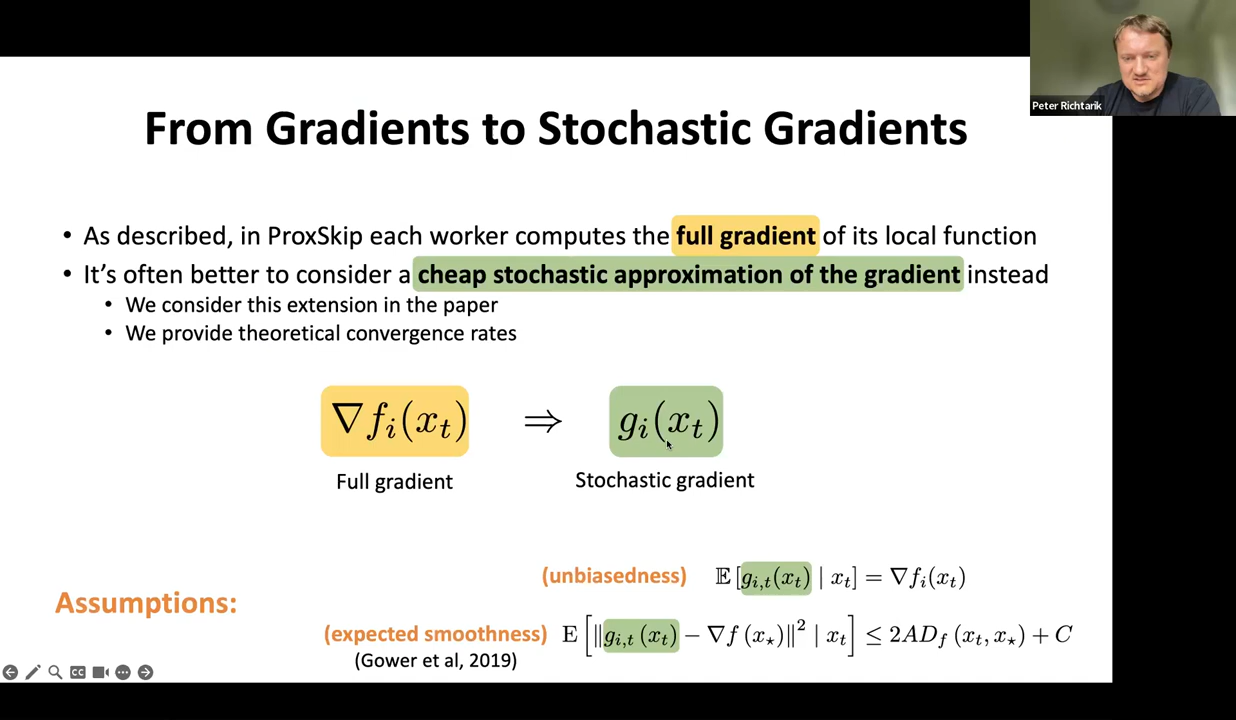 Peter Richtarik
From Gradients to Stochastic Gradients
• As described, in ProxSkip each worker computes the full gradient of its local function
• It's often better to consider a cheap stochastic approximation of the gradient instead
• We consider this extension in the paper
• We provide theoretical convergence rates
∇f_i(x_t) ⇒ g_i(x_t)
Full gradient Stochastic gradient
Assumptions:
(unbiasedness) 𝔼 [g_{i,t}(x_t) | x_t] = ∇f_i(x_t)
(expected smoothness) E [‖g_{i,t} (x_t) − ∇f (x_⋆)‖² | x_t] ≤ 2AD_f (x_t, x_⋆) + C
(Gower et al, 2019)
CC